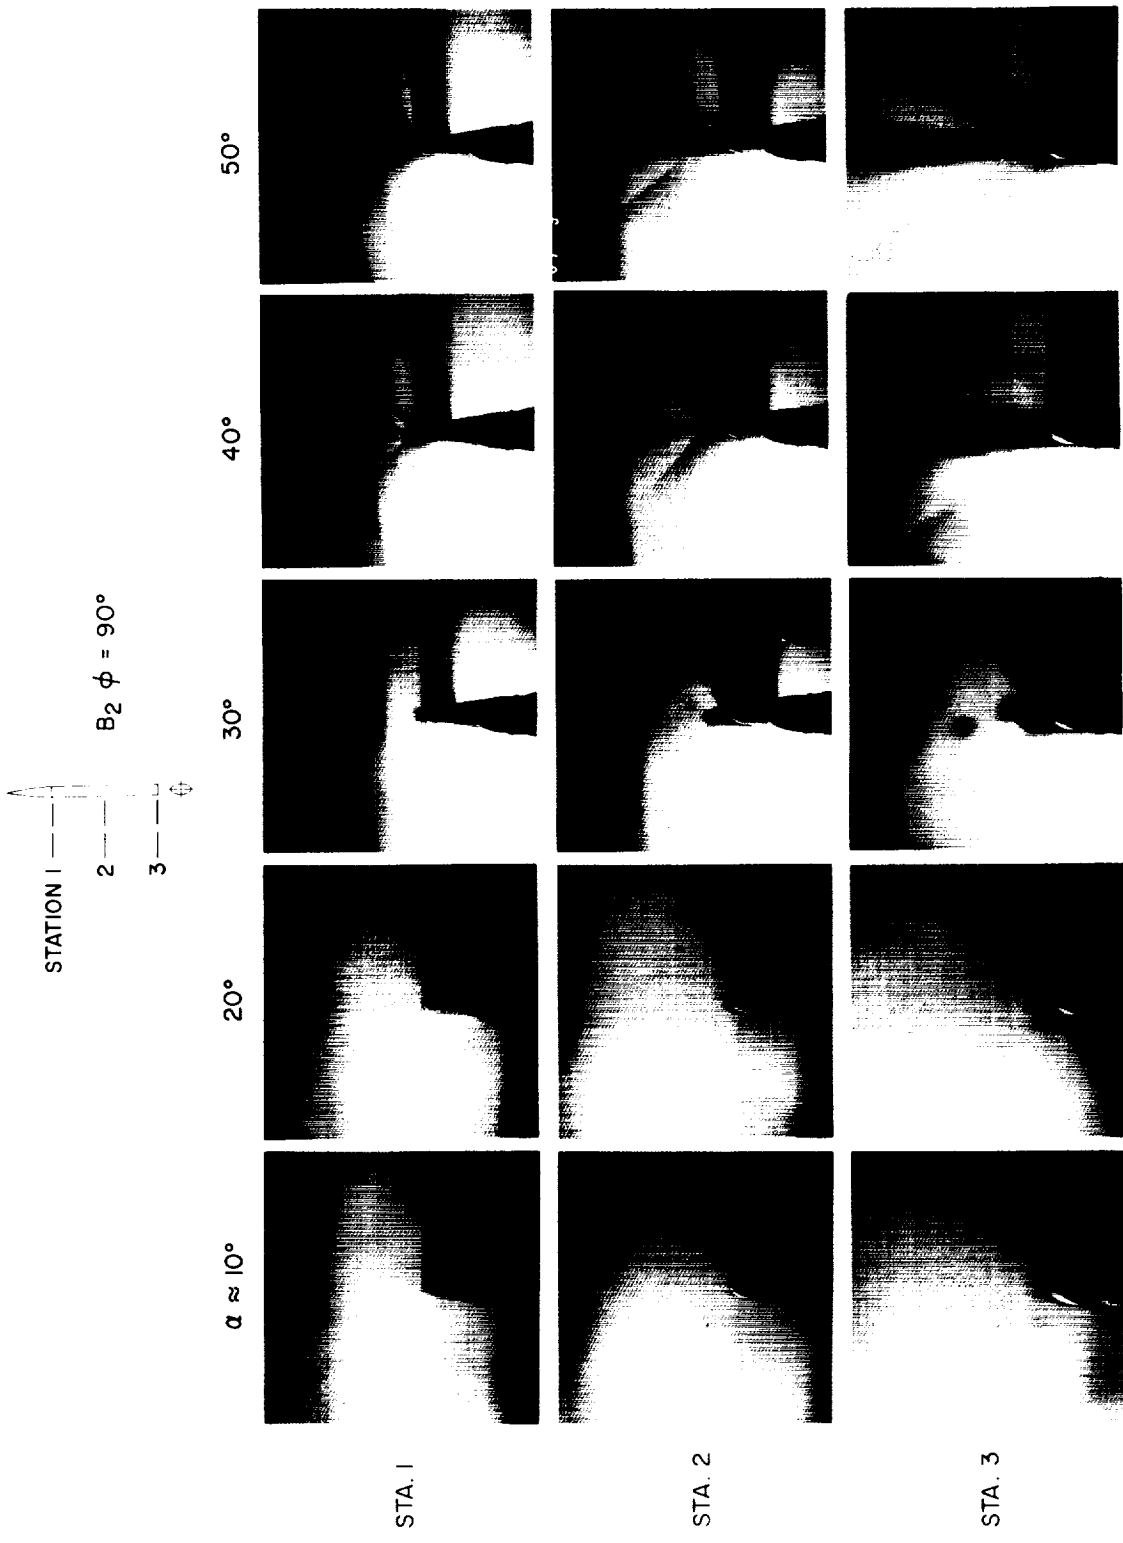 STATION 1
2
3
B₂ ϕ = 90°
α ≈ 10°
20°
30°
40°
50°
STA. 1
STA. 2
STA. 3